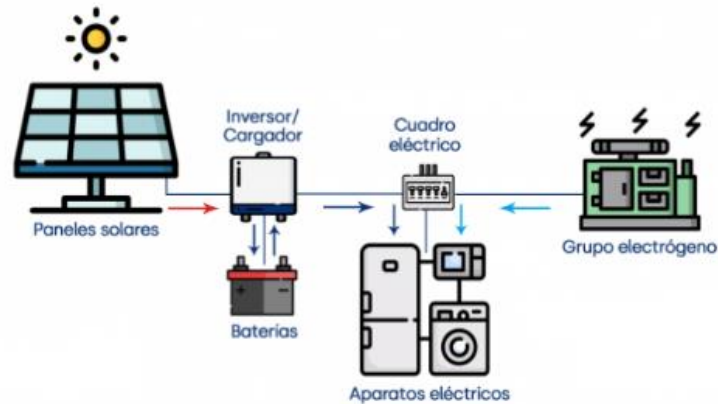 Inversor/
Cargador
Cuadro
eléctrico
Paneles solares
Grupo electrógeno
Baterías
Aparatos eléctricos